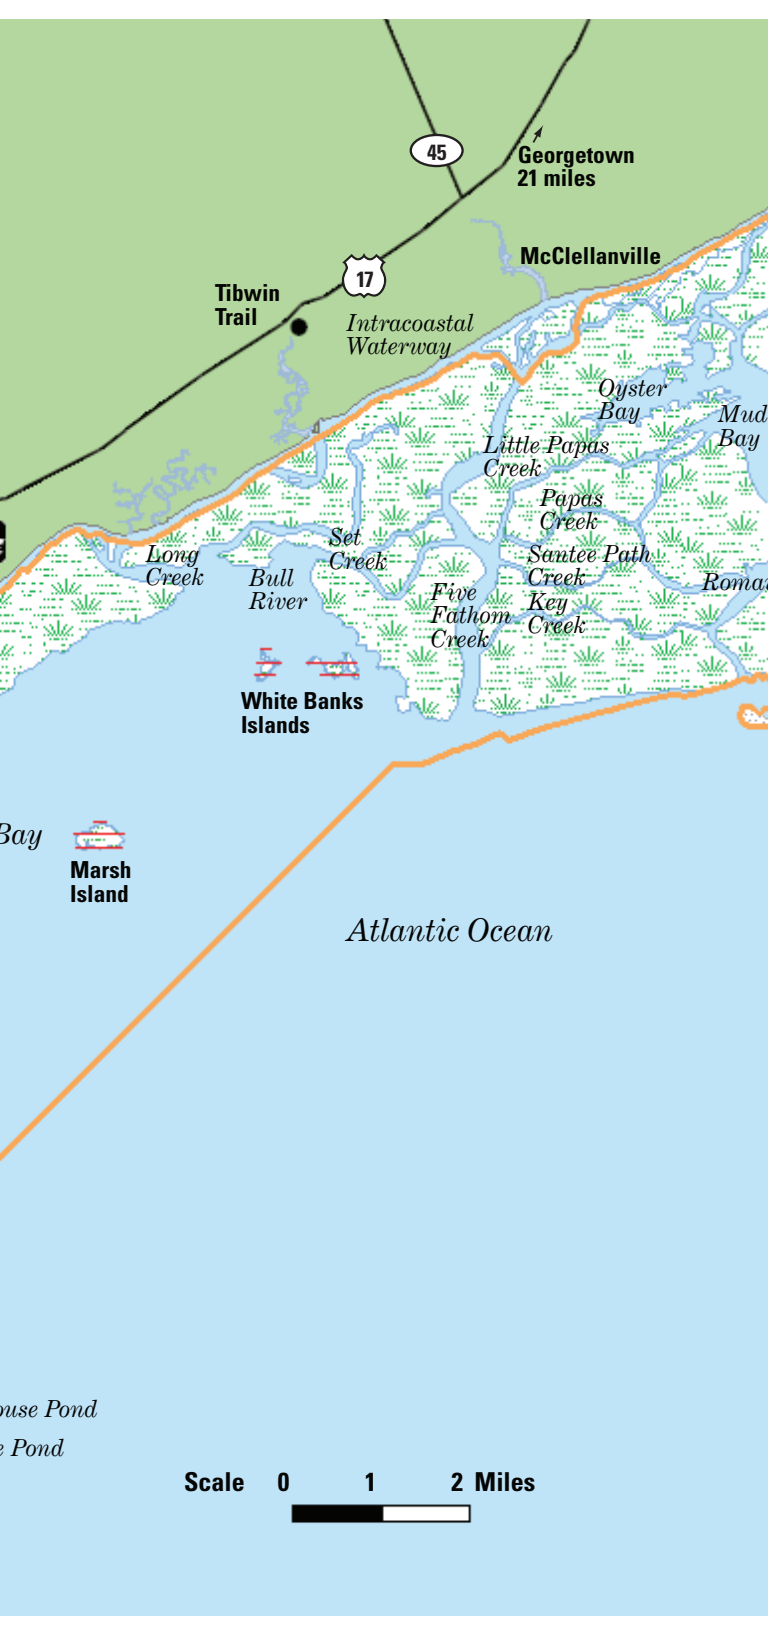 45
Georgetown
21 miles
McClellanville
17
Tibwin
Trail
Intracoastal
Waterway
Oyster
Bay
Mud
Bay
Little Papas
Creek
Papas
Creek
Set
Creek
Long
Creek
Santee Path
Creek
Bull
River
Five
Fathom
Creek
Key
Creek
White Banks
Islands
Bay
Marsh
Island
Atlantic Ocean
Pond
Pond
Scale 0 1 2 Miles